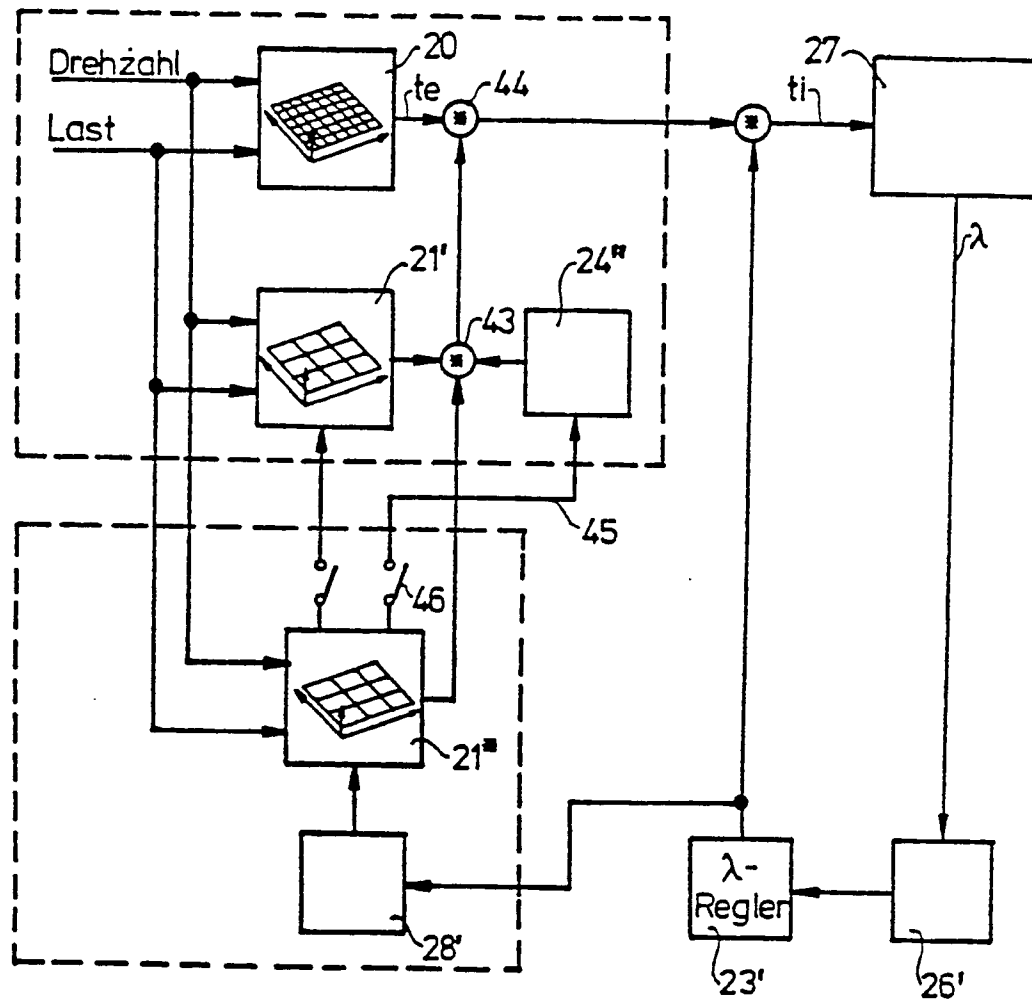 Drehzahl
20
te
44
27
ti
Last
21'
43
24"
λ
45
46
21*
λ-
Regler
28'
23'
26'